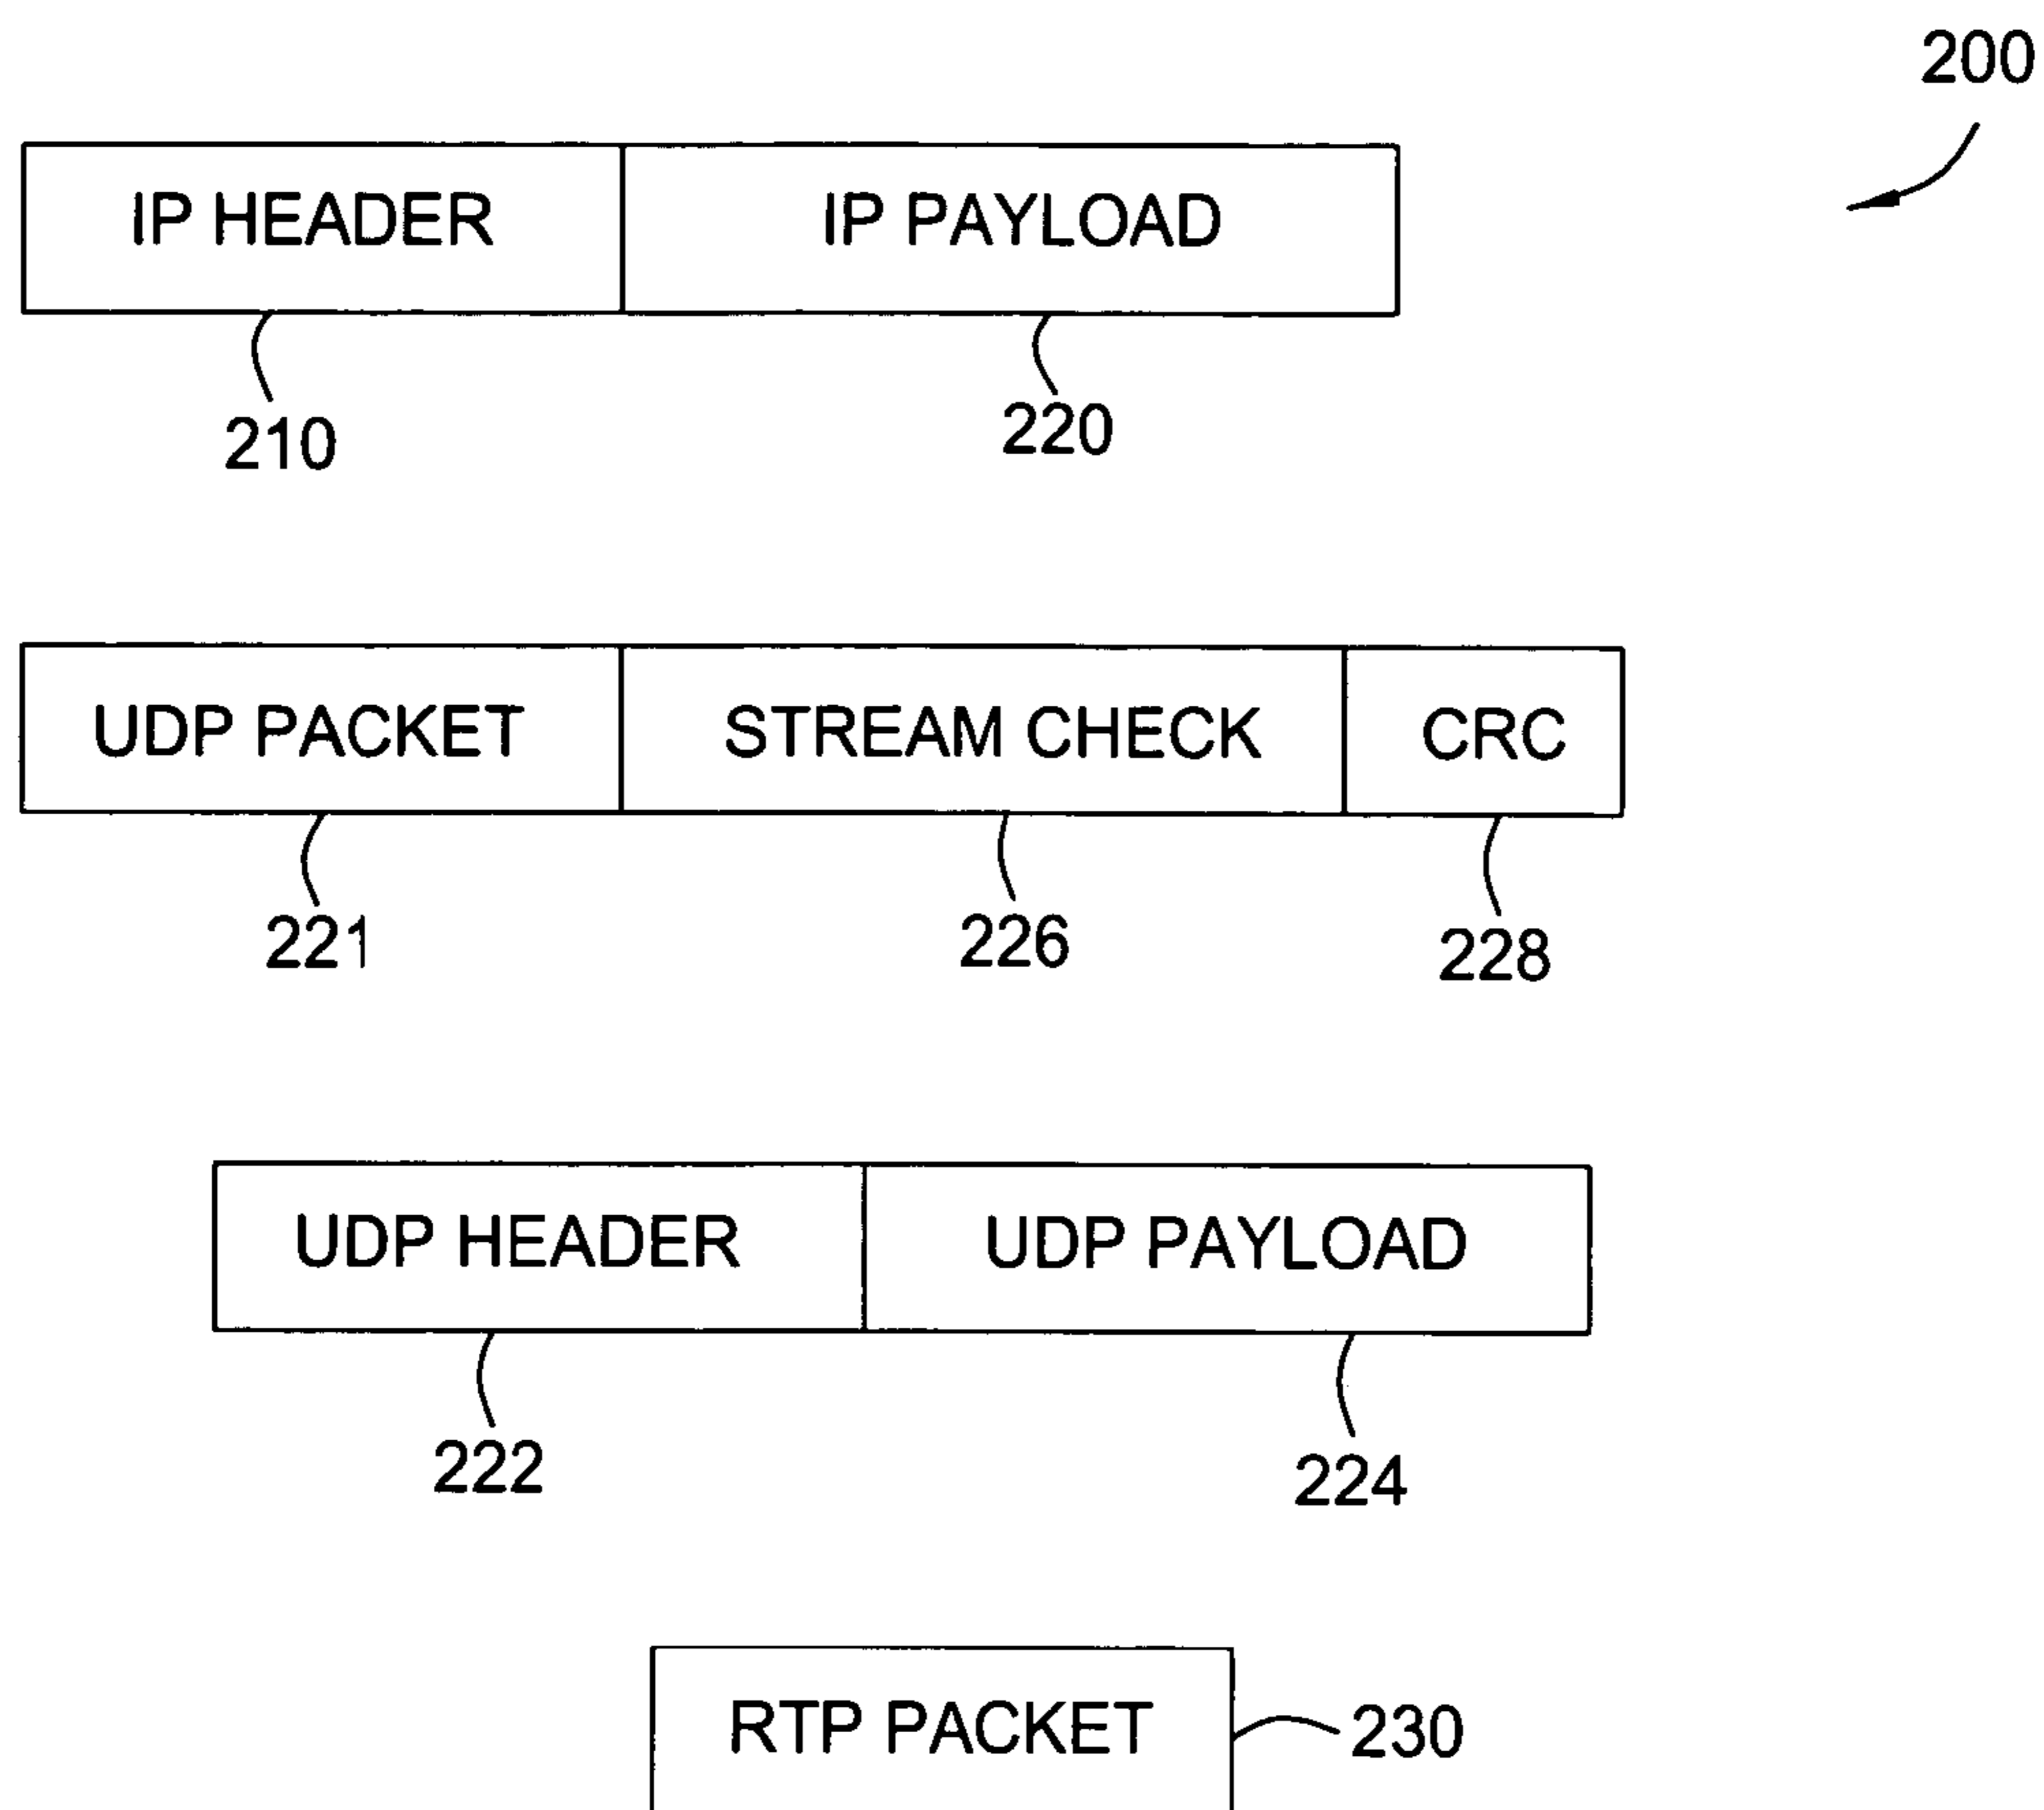 200
IP HEADER IP PAYLOAD
210 220
UDP PACKET STREAM CHECK CRC
221 226 228
UDP HEADER UDP PAYLOAD
222 224
RTP PACKET 230